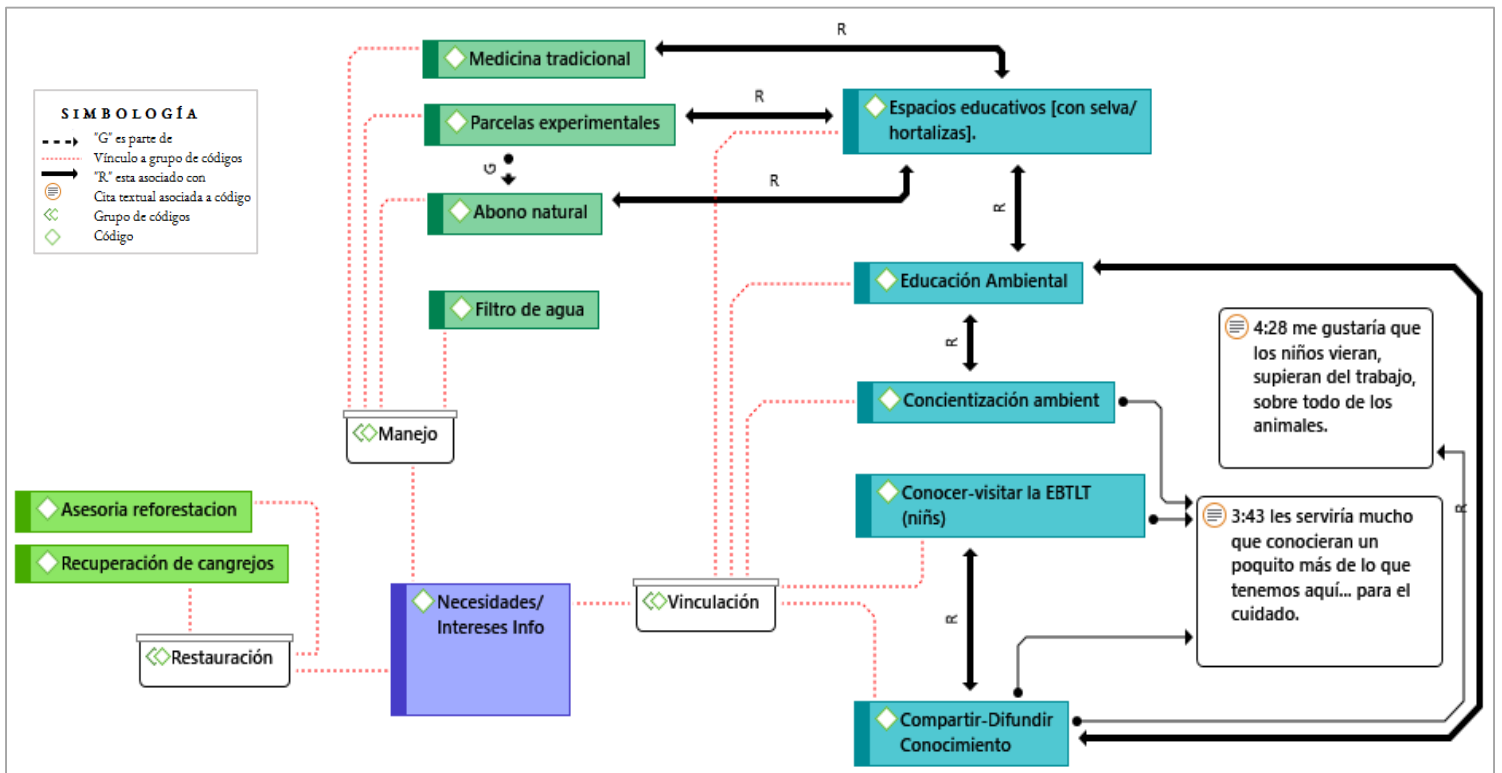 R
Medicina tradicional
SIMBOLOGÍA
"G" es parte de
Vínculo a grupo de códigos
"R" esta asociado con
Cita textual asociada a código
Grupo de códigos
Código
Parcelas experimentales
R
Espacios educativos [con selva/
hortalizas].
G
R
Abono natural
R
Educación Ambiental
Filtro de agua
R
4:28 me gustaría que
los niños vieran,
supieran del trabajo,
sobre todo de los
animales.
Concientización ambient
Manejo
Asesoria reforestacion
Conocer-visitar la EBTLT
(niñs)
R
3:43 les serviría mucho
que conocieran un
poquito más de lo que
tenemos aquí... para el
cuidado.
Recuperación de cangrejos
Necesidades/
Intereses Info
Vinculación
R
Restauración
Compartir-Difundir
Conocimiento